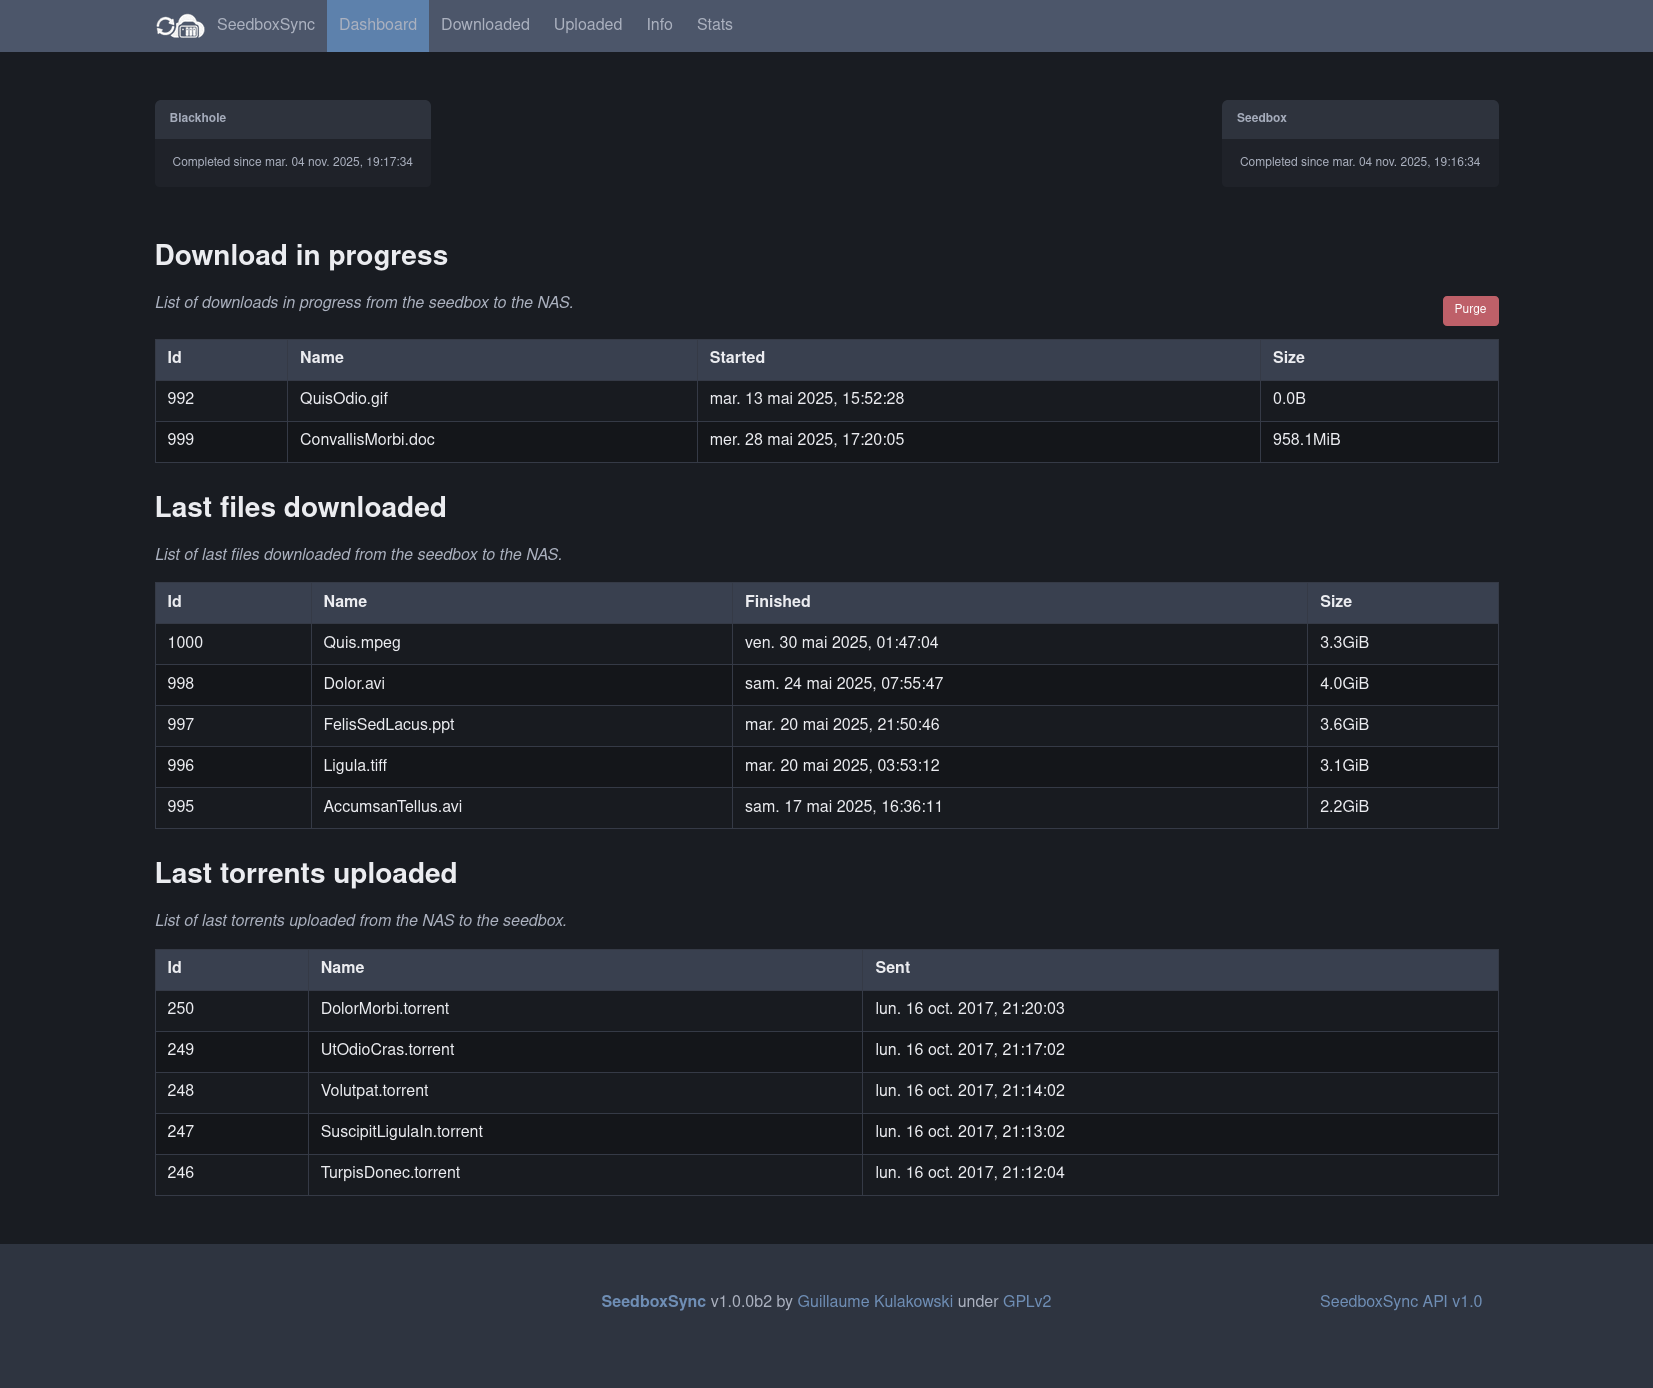 SeedboxSync Dashboard Downloaded Uploaded Info Stats
Blackhole
Completed since mar. 04 nov. 2025, 19:17:34
Seedbox
Completed since mar. 04 nov. 2025, 19:16:34
Download in progress
List of downloads in progress from the seedbox to the NAS.
Purge
Id Name Started Size
992 QuisOdio.gif mar. 13 mai 2025, 15:52:28 0.0B
999 ConvallisMorbi.doc mer. 28 mai 2025, 17:20:05 958.1MiB
Last files downloaded
List of last files downloaded from the seedbox to the NAS.
Id Name Finished Size
1000 Quis.mpeg ven. 30 mai 2025, 01:47:04 3.3GiB
998 Dolor.avi sam. 24 mai 2025, 07:55:47 4.0GiB
997 FelisSedLacus.ppt mar. 20 mai 2025, 21:50:46 3.6GiB
996 Ligula.tiff mar. 20 mai 2025, 03:53:12 3.1GiB
995 AccumsanTellus.avi sam. 17 mai 2025, 16:36:11 2.2GiB
Last torrents uploaded
List of last torrents uploaded from the NAS to the seedbox.
Id Name Sent
250 DolorMorbi.torrent lun. 16 oct. 2017, 21:20:03
249 UtOdioCras.torrent lun. 16 oct. 2017, 21:17:02
248 Volutpat.torrent lun. 16 oct. 2017, 21:14:02
247 SuscipitLigulaIn.torrent lun. 16 oct. 2017, 21:13:02
246 TurpisDonec.torrent lun. 16 oct. 2017, 21:12:04
SeedboxSync v1.0.0b2 by Guillaume Kulakowski under GPLv2
SeedboxSync API v1.0